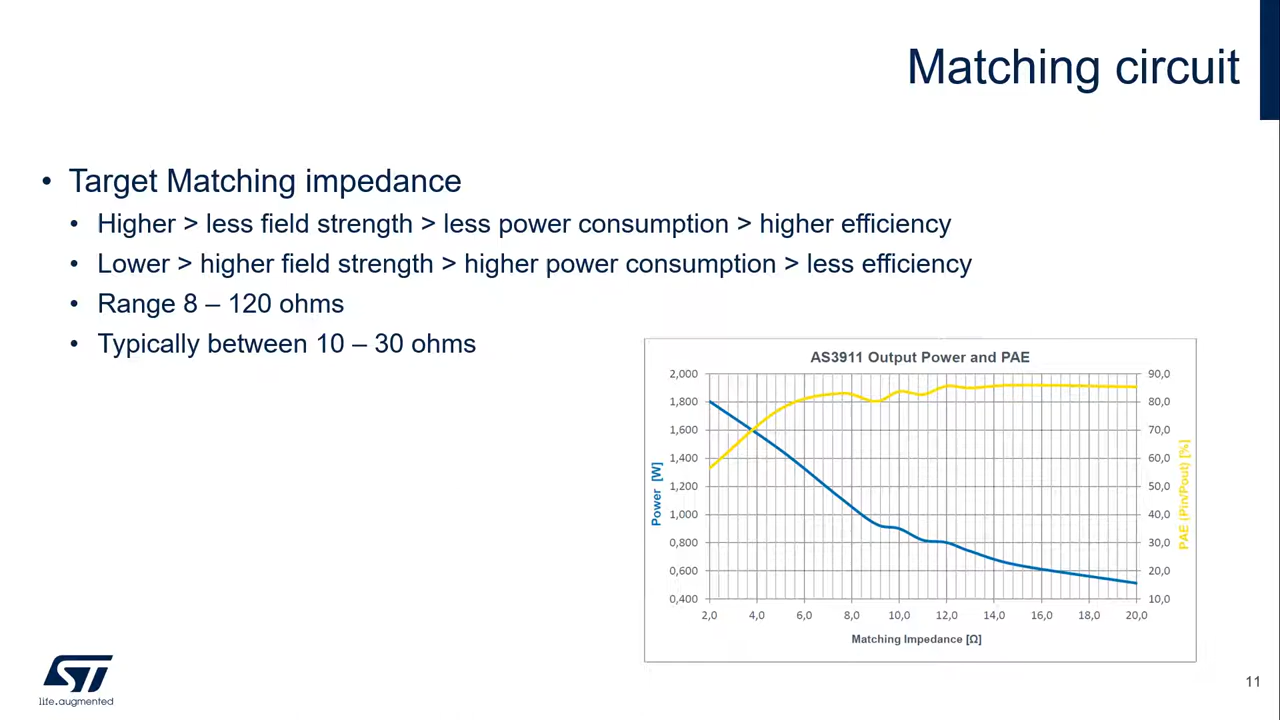 Matching circuit
• Target Matching impedance
• Higher > less field strength > less power consumption > higher efficiency
• Lower > higher field strength > higher power consumption > less efficiency
• Range 8 – 120 ohms
• Typically between 10 – 30 ohms
AS3911 Output Power and PAE
2,000
1,800
1,600
1,400
1,200
1,000
0,800
0,600
0,400
Power [W]
90,0
80,0
70,0
60,0
50,0
40,0
30,0
20,0
10,0
PAE (Pin/Pout) [%]
2,0 4,0 6,0 8,0 10,0 12,0 14,0 16,0 18,0 20,0
Matching Impedance [Ω]
ST
life.augmented
11